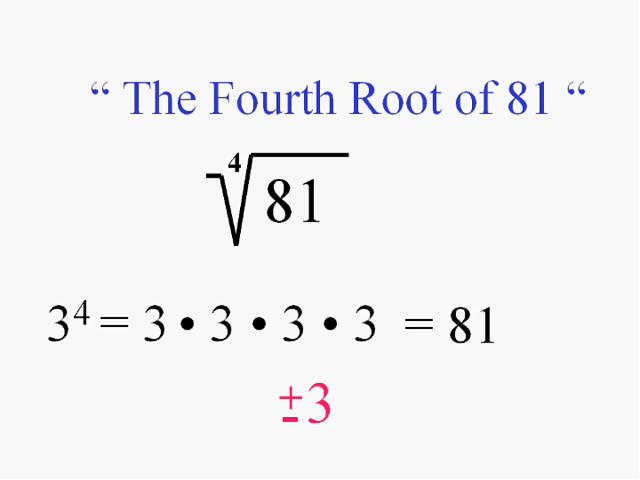 “ The Fourth Root of 81 “
∜81
3⁴ = 3 • 3 • 3 • 3 = 81
±3